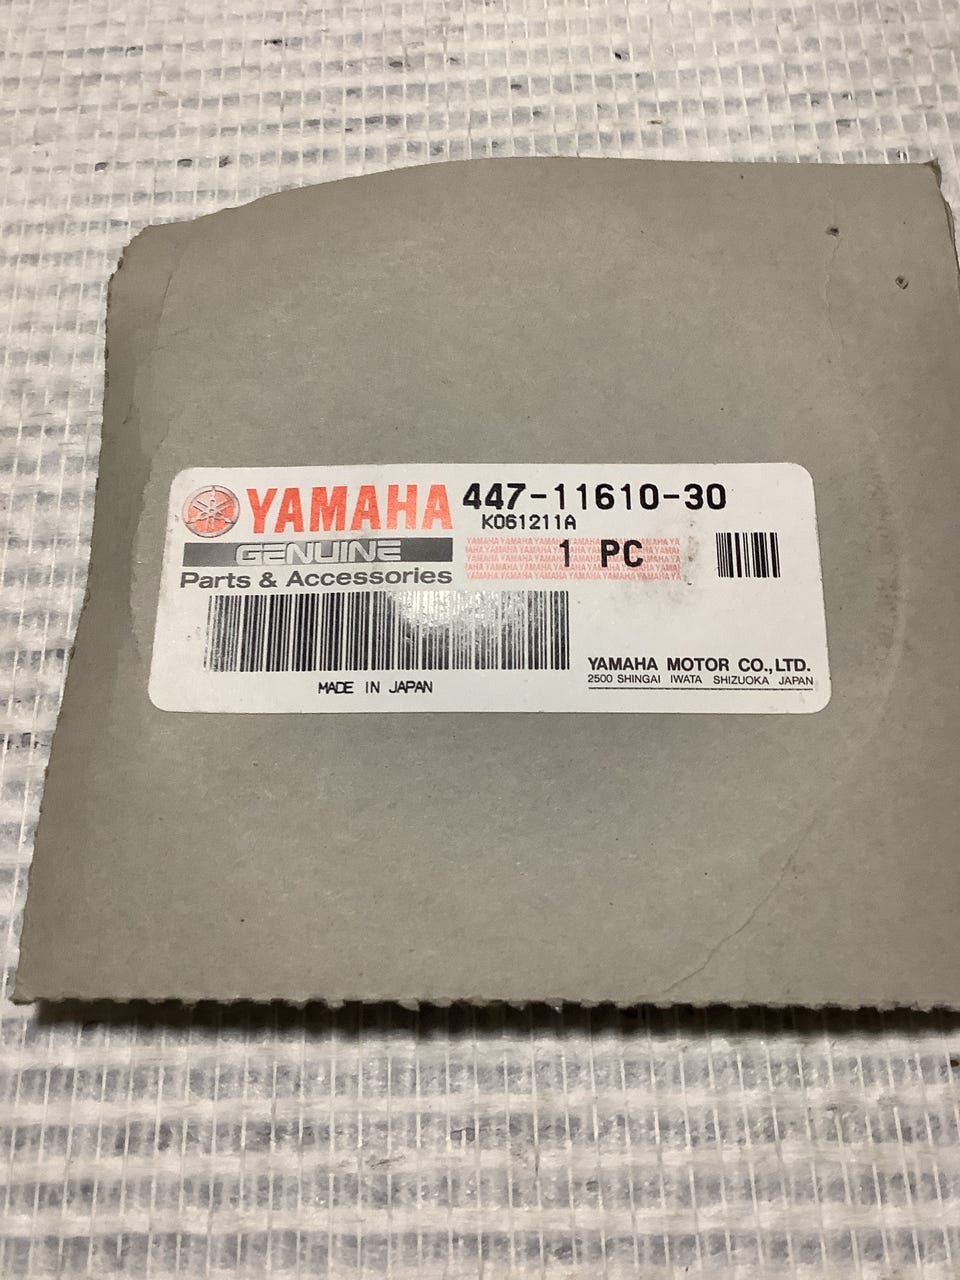 YAMAHA 447-11610-30
K061211A
GENUINE
1 PC
Parts & Accessories
YAMAHA MOTOR CO.,LTD.
2500 SHINGAI IWATA SHIZUOKA JAPAN
MADE IN JAPAN